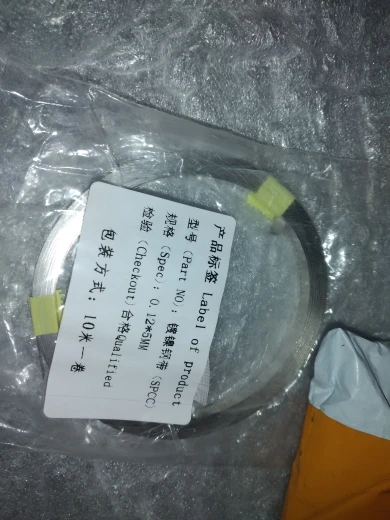 产品标签 Label of product
型号 (Part NO): 镀镍钢带 (SPCC)
规格 (Spec): 0.12*5MM
检验 (Checkout) 合格Qualified
包装方式: 10米一卷